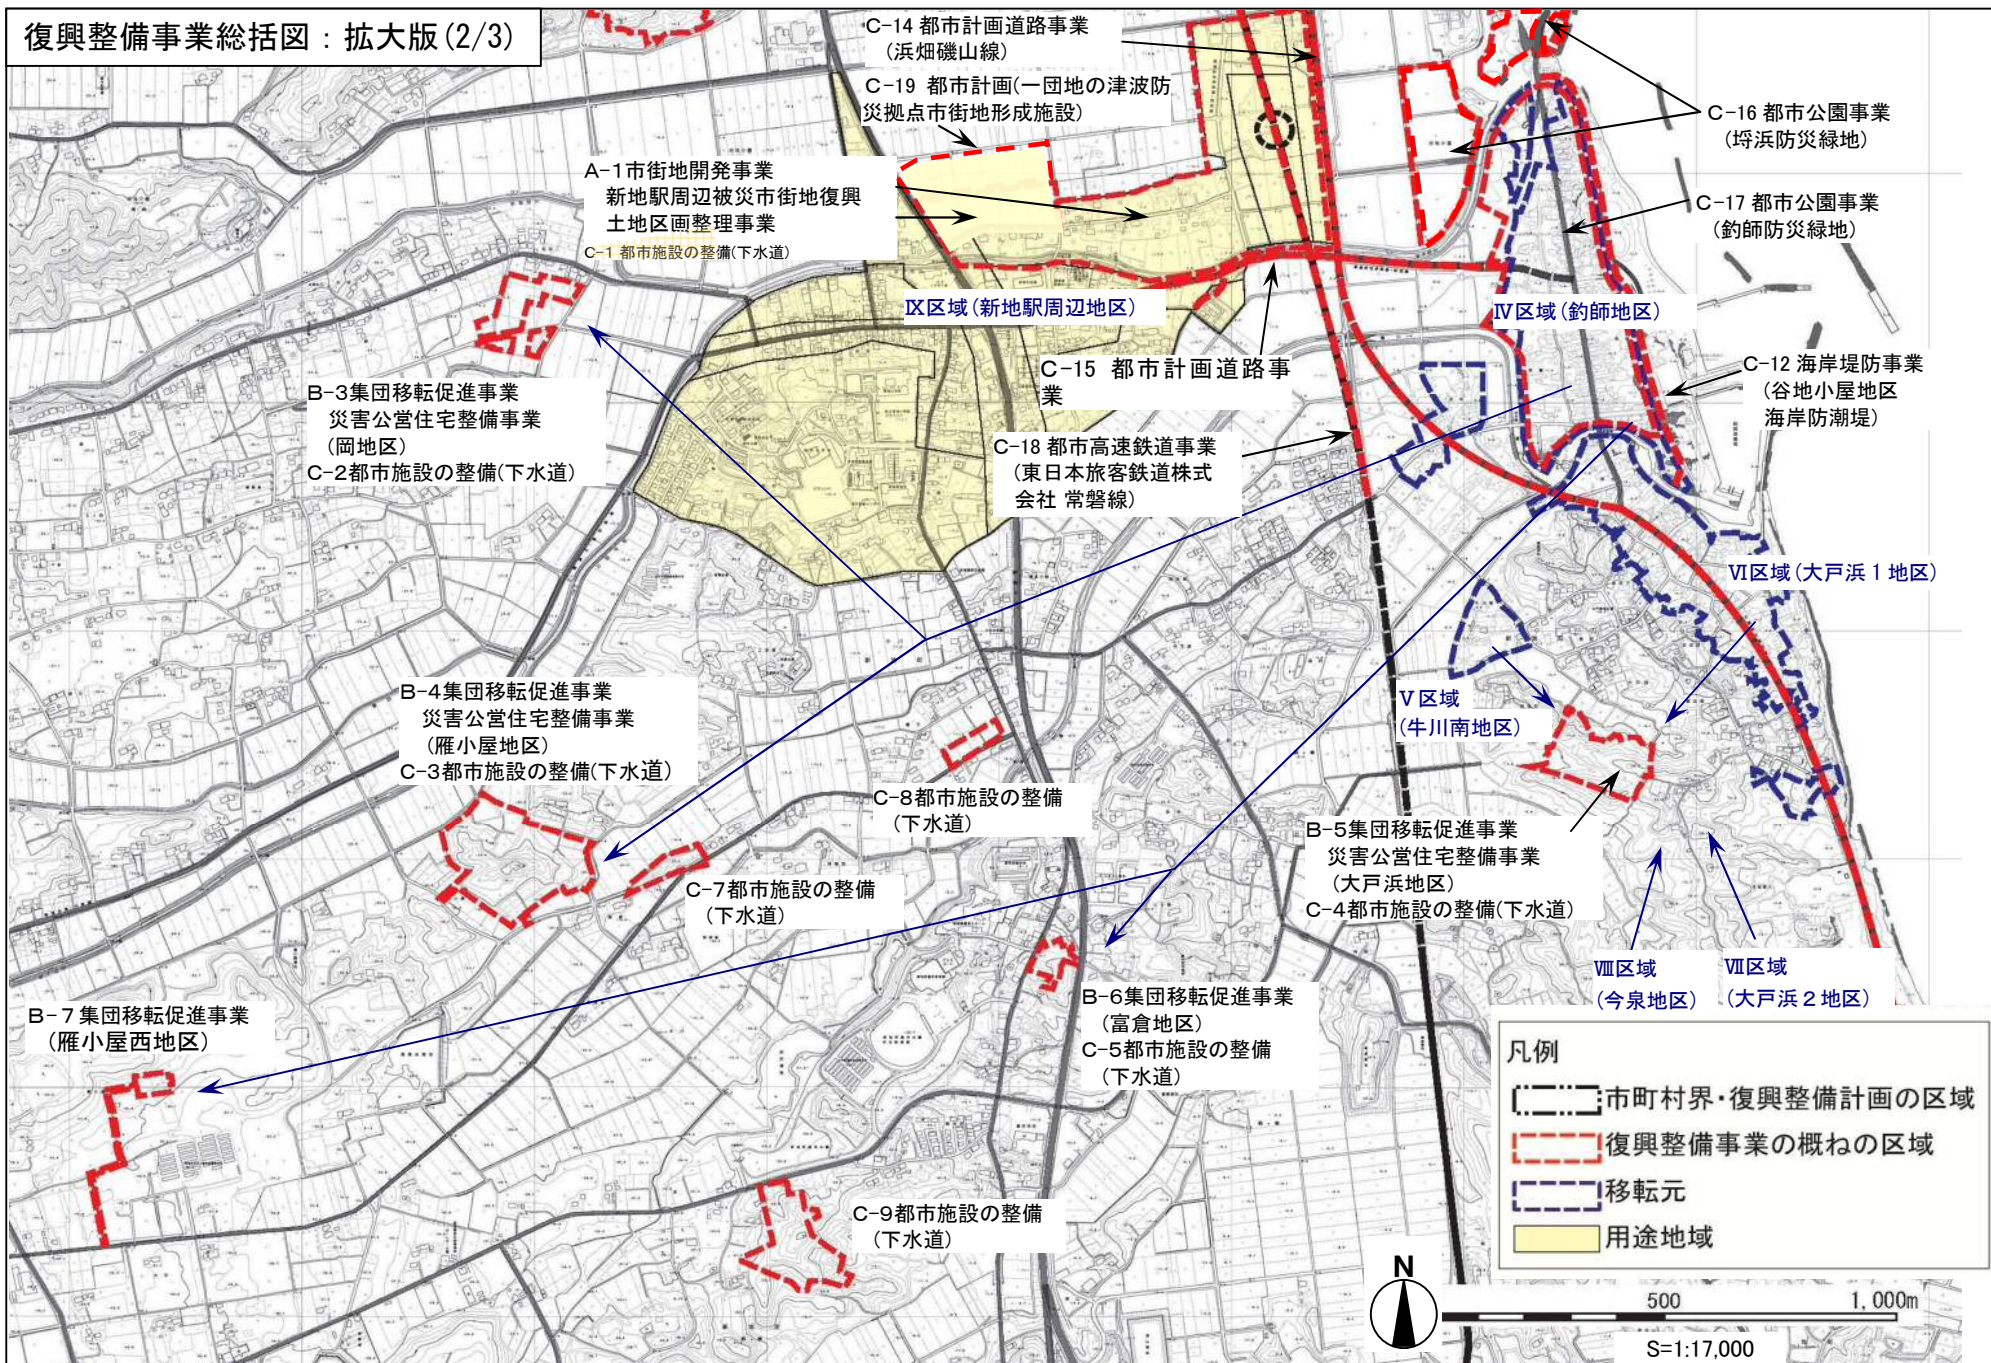 復興整備事業総括図：拡大版(2/3)
C-14 都市計画道路事業
(浜畑磯山線)
C-19 都市計画(一団地の津波防
災拠点市街地形成施設)
A-1市街地開発事業
新地駅周辺被災市街地復興
土地区画整理事業
C-1 都市施設の整備(下水道)
C-16 都市公園事業
(埒浜防災緑地)
C-17 都市公園事業
(釣師防災緑地)
Ⅸ区域(新地駅周辺地区)
Ⅳ区域(釣師地区)
C-15 都市計画道路事
業
C-12 海岸堤防事業
(谷地小屋地区
海岸防潮堤)
B-3集団移転促進事業
災害公営住宅整備事業
(岡地区)
C-2都市施設の整備(下水道)
C-18 都市高速鉄道事業
(東日本旅客鉄道株式
会社 常磐線)
Ⅵ区域(大戸浜１地区)
B-4集団移転促進事業
災害公営住宅整備事業
(雁小屋地区)
C-3都市施設の整備(下水道)
Ⅴ区域
(牛川南地区)
C-8都市施設の整備
(下水道)
B-5集団移転促進事業
災害公営住宅整備事業
(大戸浜地区)
C-4都市施設の整備(下水道)
C-7都市施設の整備
(下水道)
Ⅷ区域
(今泉地区)
Ⅶ区域
(大戸浜２地区)
B-7集団移転促進事業
(雁小屋西地区)
B-6集団移転促進事業
(富倉地区)
C-5都市施設の整備
(下水道)
C-9都市施設の整備
(下水道)
凡例
市町村界・復興整備計画の区域
復興整備事業の概ねの区域
移転元
用途地域
N
500
1,000m
S=1:17,000